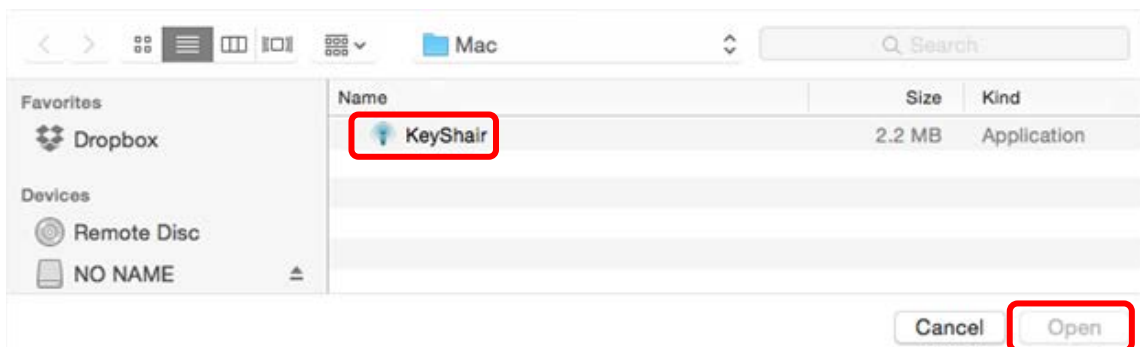 Mac Search
Favorites Name Size Kind
Dropbox KeyShair 2.2 MB Application
Devices
Remote Disc
NO NAME
Cancel Open